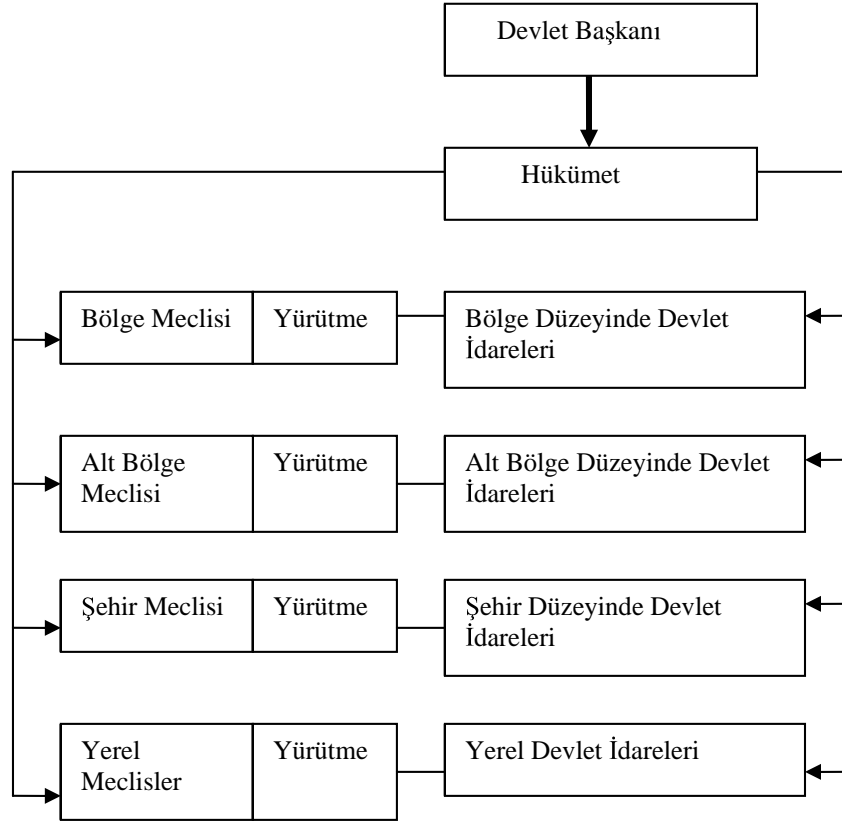 Devlet Başkanı
Hükümet
Bölge Meclisi
Yürütme
Bölge Düzeyinde Devlet
İdareleri
Alt Bölge
Meclisi
Yürütme
Alt Bölge Düzeyinde Devlet
İdareleri
Şehir Meclisi
Yürütme
Şehir Düzeyinde Devlet
İdareleri
Yerel
Meclisler
Yürütme
Yerel Devlet İdareleri